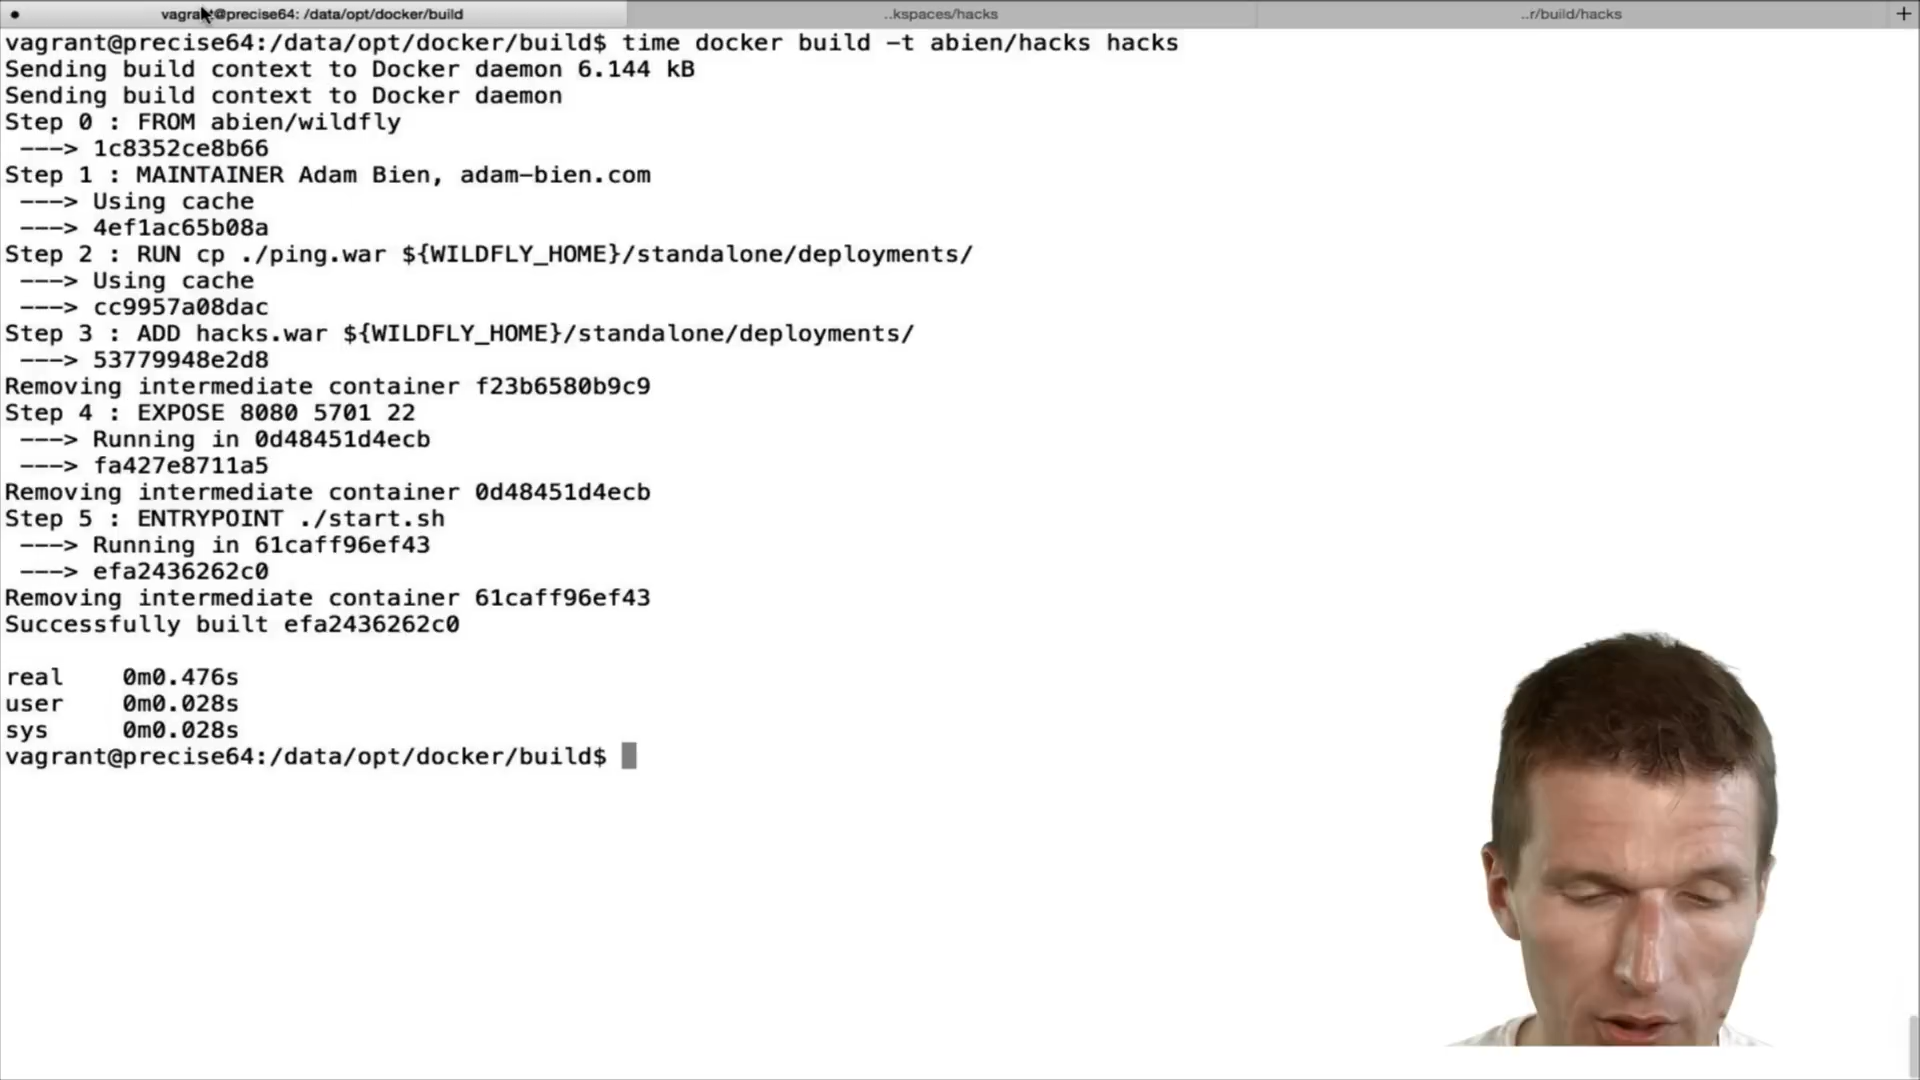 vagrant@precise64: /data/opt/docker/build
..kspaces/hacks
..r/build/hacks
+
vagrant@precise64:/data/opt/docker/build$ time docker build -t abien/hacks hacks
Sending build context to Docker daemon 6.144 kB
Sending build context to Docker daemon
Step 0 : FROM abien/wildfly
---> 1c8352ce8b66
Step 1 : MAINTAINER Adam Bien, adam-bien.com
---> Using cache
---> 4ef1ac65b08a
Step 2 : RUN cp ./ping.war ${WILDFLY_HOME}/standalone/deployments/
---> Using cache
---> cc9957a08dac
Step 3 : ADD hacks.war ${WILDFLY_HOME}/standalone/deployments/
---> 53779948e2d8
Removing intermediate container f23b6580b9c9
Step 4 : EXPOSE 8080 5701 22
---> Running in 0d48451d4ecb
---> fa427e8711a5
Removing intermediate container 0d48451d4ecb
Step 5 : ENTRYPOINT ./start.sh
---> Running in 61caff96ef43
---> efa2436262c0
Removing intermediate container 61caff96ef43
Successfully built efa2436262c0
real 0m0.476s
user 0m0.028s
sys 0m0.028s
vagrant@precise64:/data/opt/docker/build$